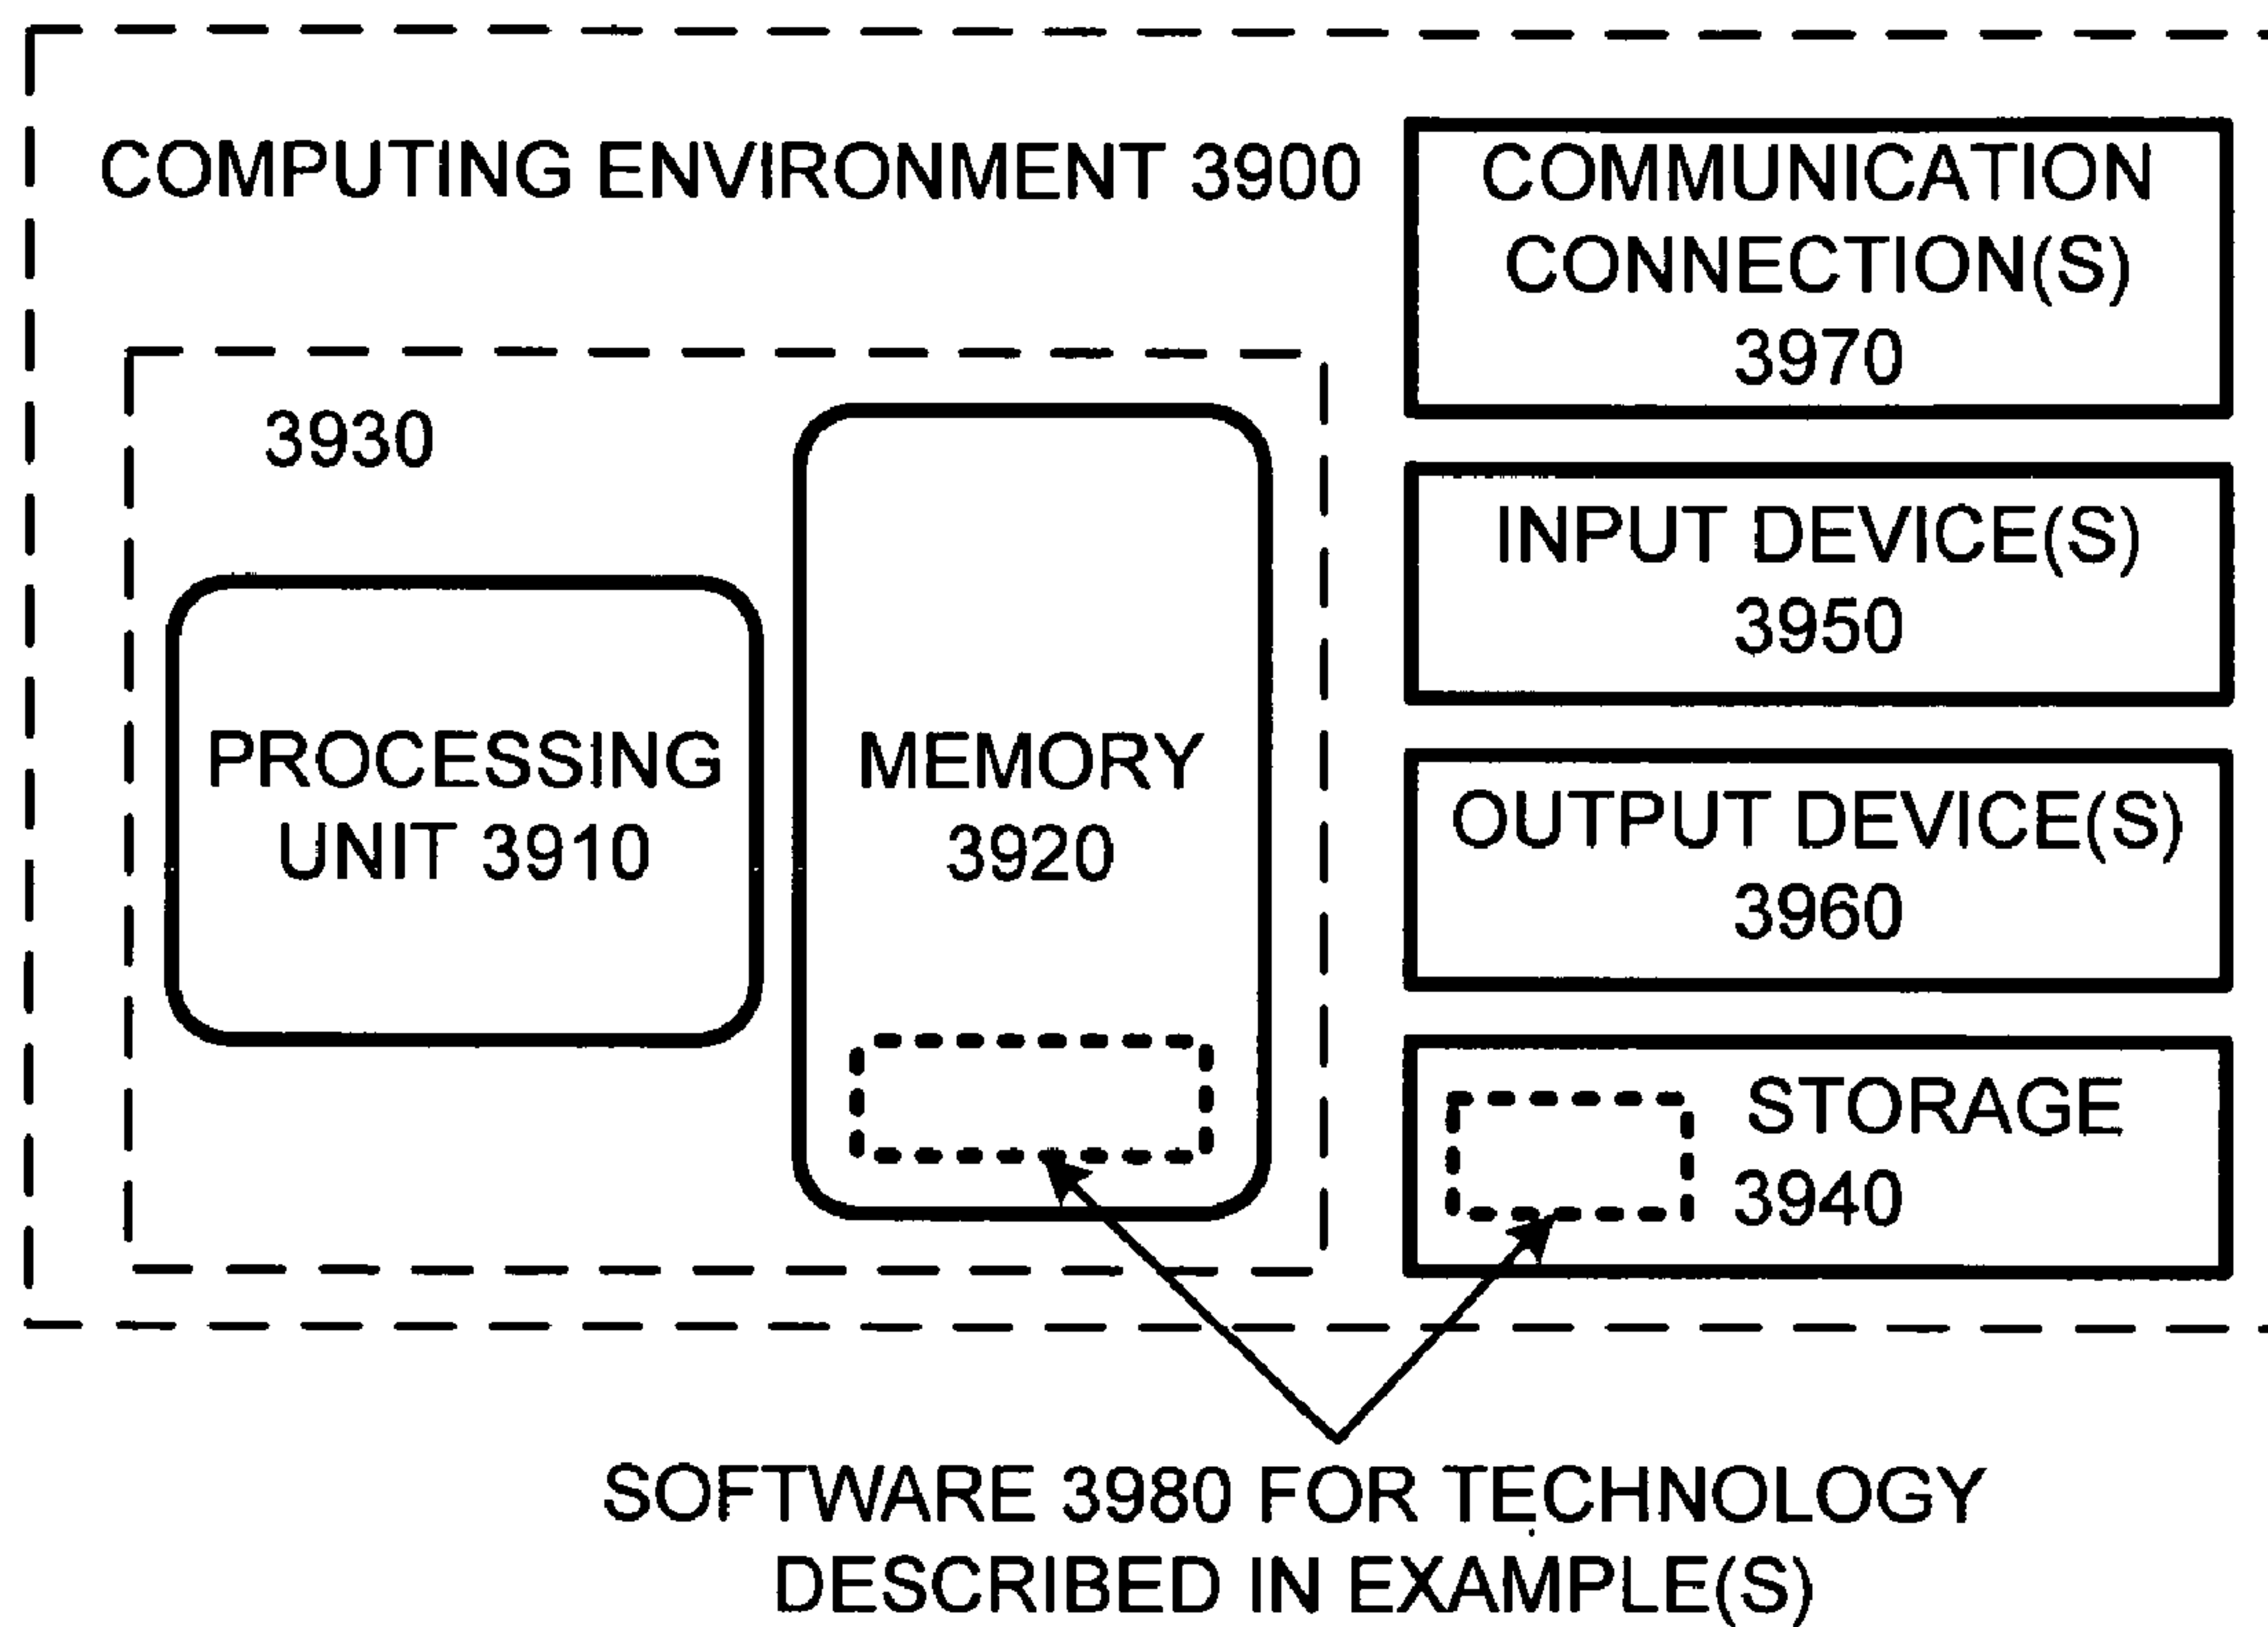 COMPUTING ENVIRONMENT 3900
COMMUNICATION
CONNECTION(S)
3970
3930
INPUT DEVICE(S)
3950
PROCESSING
UNIT 3910
MEMORY
3920
OUTPUT DEVICE(S)
3960
STORAGE
3940
SOFTWARE 3980 FOR TECHNOLOGY
DESCRIBED IN EXAMPLE(S)